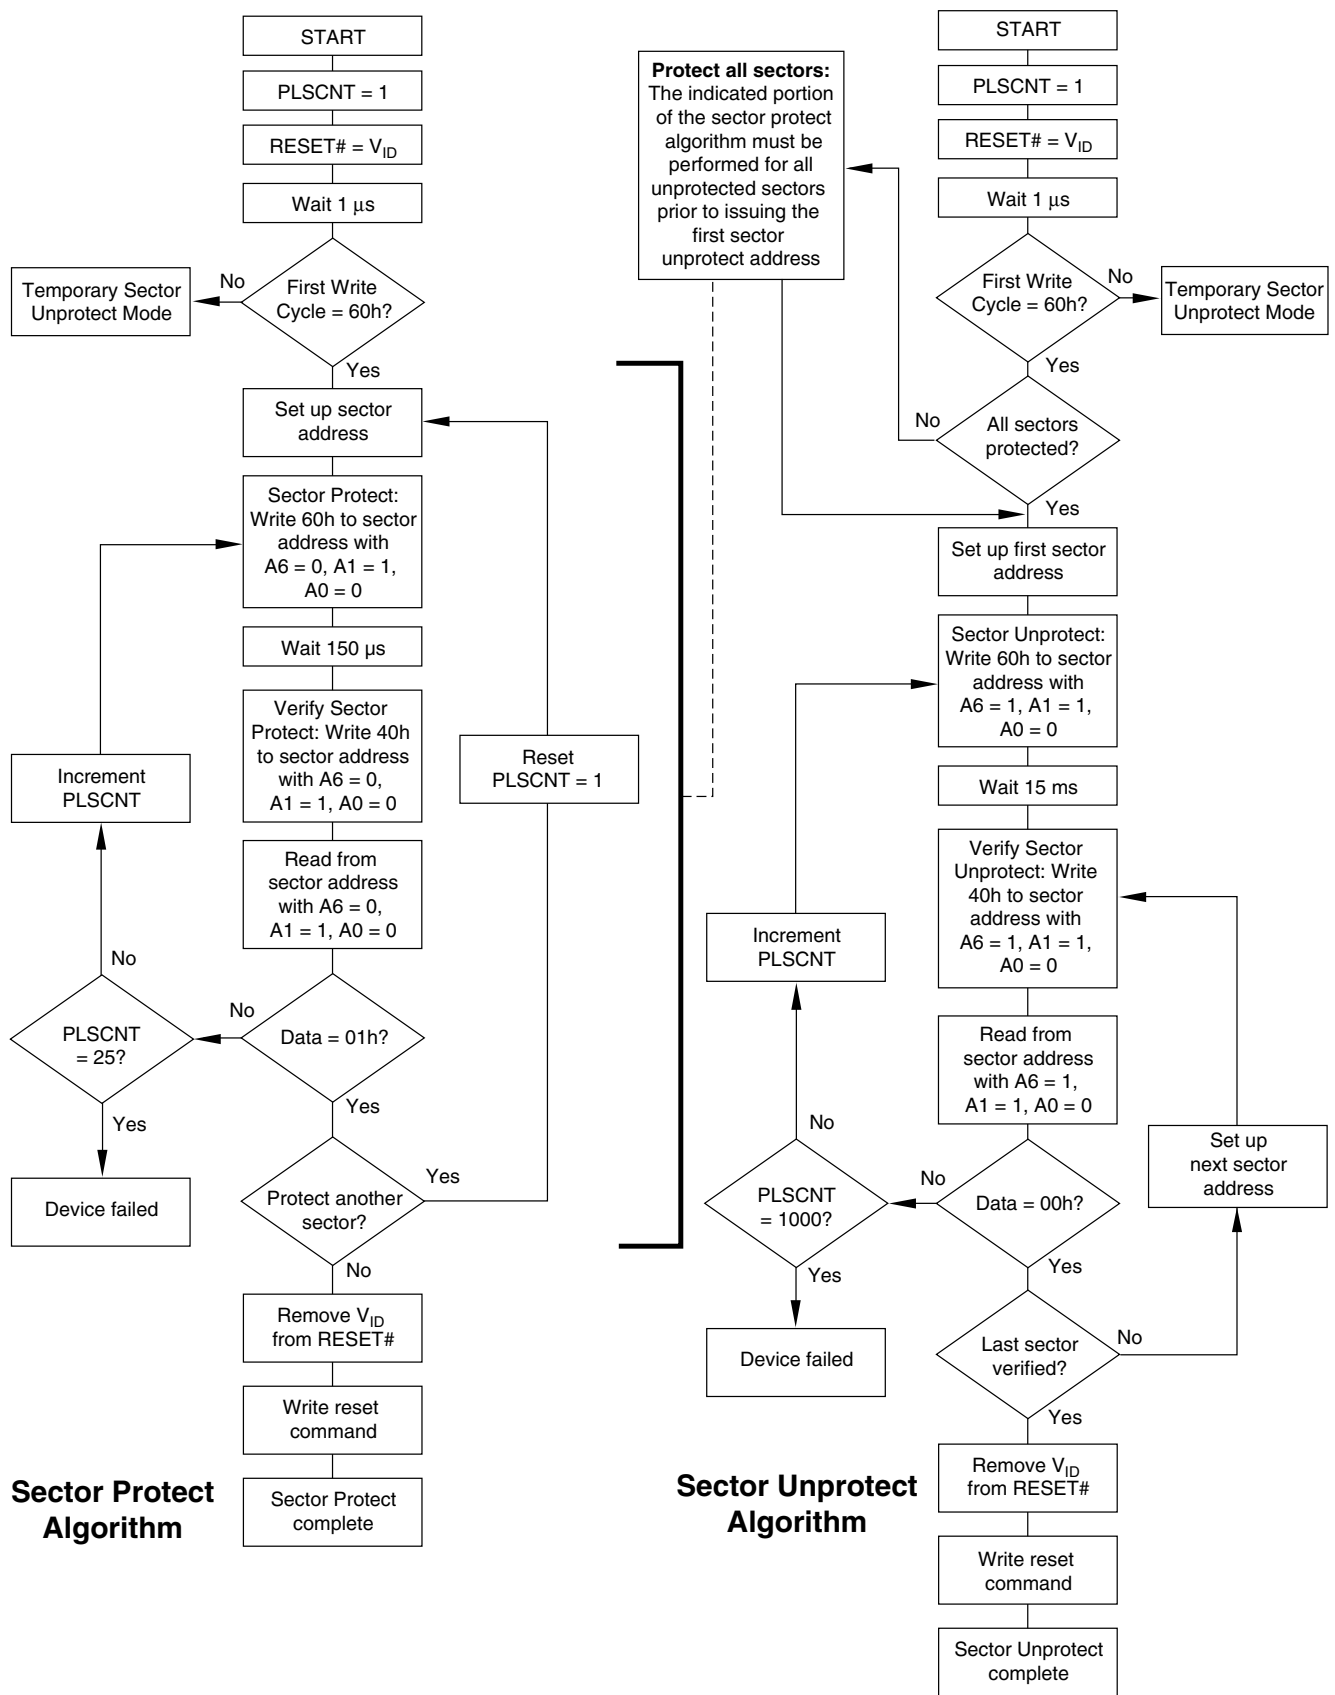 START
PLSCNT = 1
RESET# = VID
Wait 1 μs
First Write
Cycle = 60h?
No
Temporary Sector
Unprotect Mode
Yes
Set up sector
address
Sector Protect:
Write 60h to sector
address with
A6 = 0, A1 = 1,
A0 = 0
Wait 150 µs
Verify Sector
Protect: Write 40h
to sector address
with A6 = 0,
A1 = 1, A0 = 0
Reset
PLSCNT = 1
Increment
PLSCNT
Read from
sector address
with A6 = 0,
A1 = 1, A0 = 0
No
PLSCNT
= 25?
No
Data = 01h?
Yes
Yes
Device failed
Protect another
sector?
Yes
No
Remove VID
from RESET#
Write reset
command
Sector Protect
complete
Sector Protect
Algorithm
Protect all sectors:
The indicated portion
of the sector protect
algorithm must be
performed for all
unprotected sectors
prior to issuing the
first sector
unprotect address
START
PLSCNT = 1
RESET# = VID
Wait 1 μs
First Write
Cycle = 60h?
No
Temporary Sector
Unprotect Mode
Yes
No
All sectors
protected?
Yes
Set up first sector
address
Sector Unprotect:
Write 60h to sector
address with
A6 = 1, A1 = 1,
A0 = 0
Wait 15 ms
Verify Sector
Unprotect: Write
40h to sector
address with
A6 = 1, A1 = 1,
A0 = 0
Increment
PLSCNT
Read from
sector address
with A6 = 1,
A1 = 1, A0 = 0
No
Set up
next sector
address
PLSCNT
= 1000?
No
Data = 00h?
Yes
Yes
Device failed
Last sector
verified?
No
Yes
Remove VID
from RESET#
Write reset
command
Sector Unprotect
complete
Sector Unprotect
Algorithm